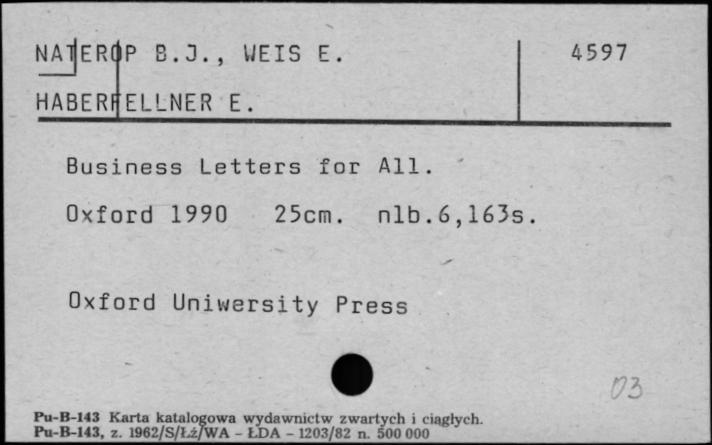 NATEROP B.J., WEIS E. 4597
HABERFELLNER E.
Business Letters for All.
Oxford 1990 25cm. nlb.6,163s.
Oxford Uniwersity Press
03
Pu-B-143 Karta katalogowa wydawnictw zwartych i ciągłych.
Pu-B-143, z. 1962/S/Łź/WA – ŁDA – 1203/82 n. 500 000